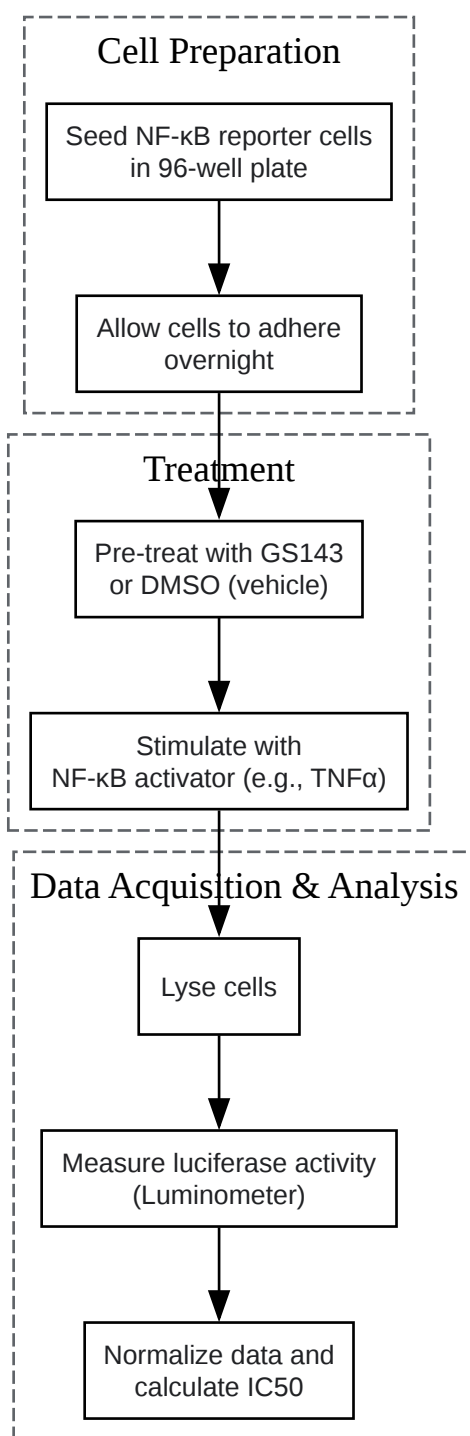 Cell Preparation
Seed NF-κB reporter cells
in 96-well plate
Allow cells to adhere
overnight
Treatment
Pre-treat with GS143
or DMSO (vehicle)
Stimulate with
NF-κB activator (e.g., TNFα)
Data Acquisition & Analysis
Lyse cells
Measure luciferase activity
(Luminometer)
Normalize data and
calculate IC50